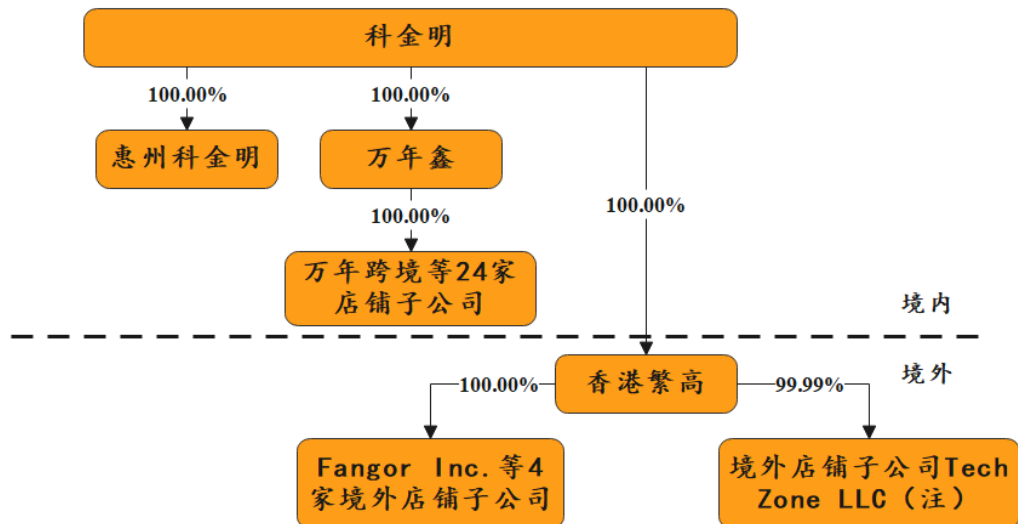 科金明
100.00%
100.00%
惠州科金明
万年鑫
100.00%
100.00%
万年跨境等24家
店铺子公司
境内
境外
香港繁高
100.00%
99.99%
Fangor Inc.等4
家境外店铺子公司
境外店铺子公司Tech
Zone LLC（注）